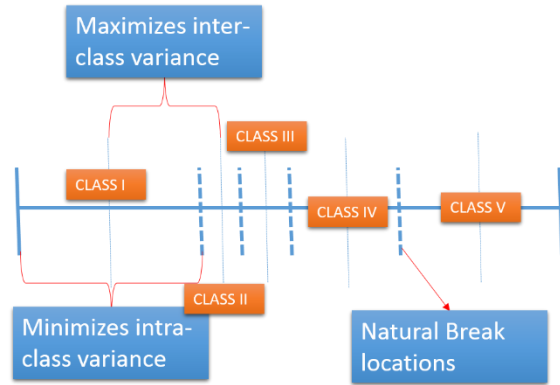 Maximizes inter-
class variance
CLASS III
CLASS I
CLASS IV
CLASS V
CLASS II
Minimizes intra-
class variance
Natural Break
locations